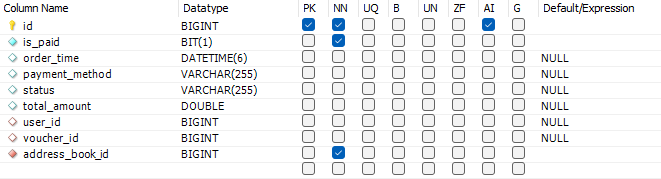 Column Name Datatype PK NN UQ B UN ZF AI G Default/Expression
id BIGINT
is_paid BIT(1)
order_time DATETIME(6) NULL
payment_method VARCHAR(255) NULL
status VARCHAR(255) NULL
total_amount DOUBLE NULL
user_id BIGINT NULL
voucher_id BIGINT NULL
address_book_id BIGINT